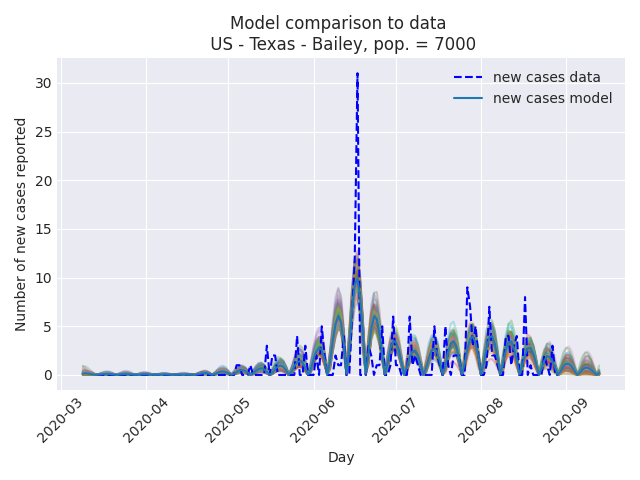 Model comparison to data
US - Texas - Bailey, pop. = 7000
new cases data
new cases model
Number of new cases reported
30
25
20
15
10
5
0
2020-03
2020-04
2020-05
2020-06
2020-07
2020-08
2020-09
Day